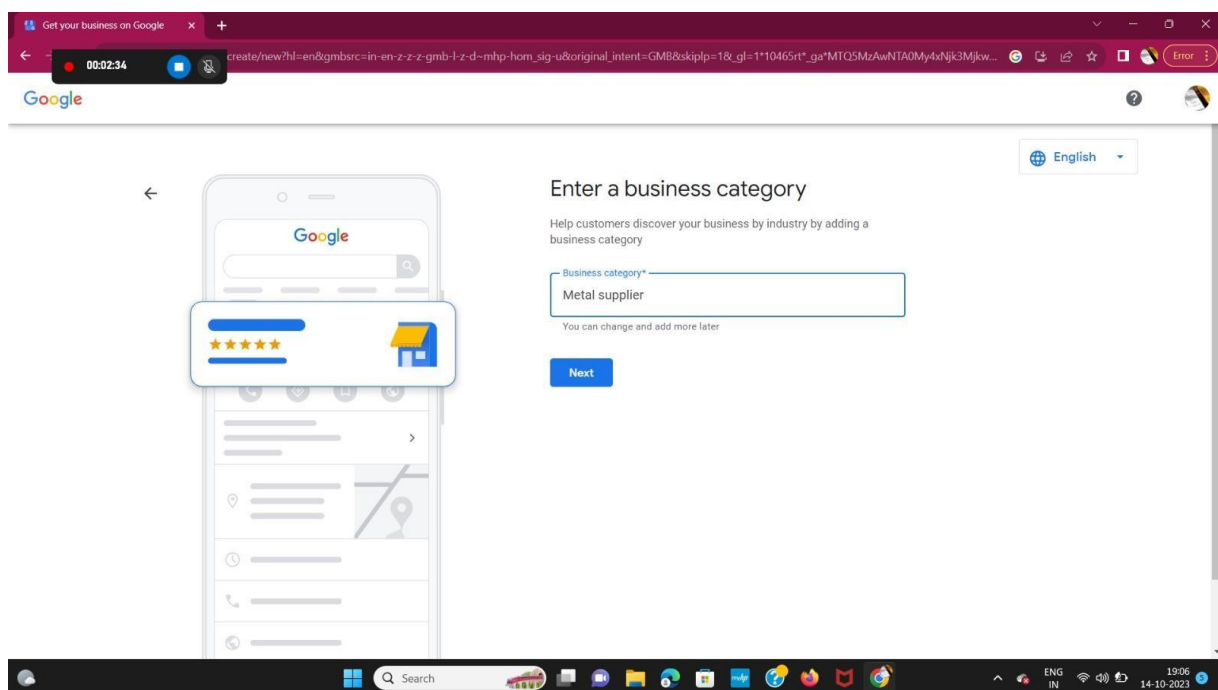 Get your business on Google
00:02:34
create/new?hl=en&gmbsrc=in-en-z-z-z-gmb-l-z-d~mhp-hom_sig-u&original_intent=GMB&skiplp=1&_gl=1*10465rt*_ga*MTQ5MzAwNTA0My4xNjk3Mjkw...
Error
Google
English
Enter a business category
Help customers discover your business by industry by adding a
business category
Business category*
Metal supplier
You can change and add more later
Next
Google
Search
ENG
IN
19:06
14-10-2023